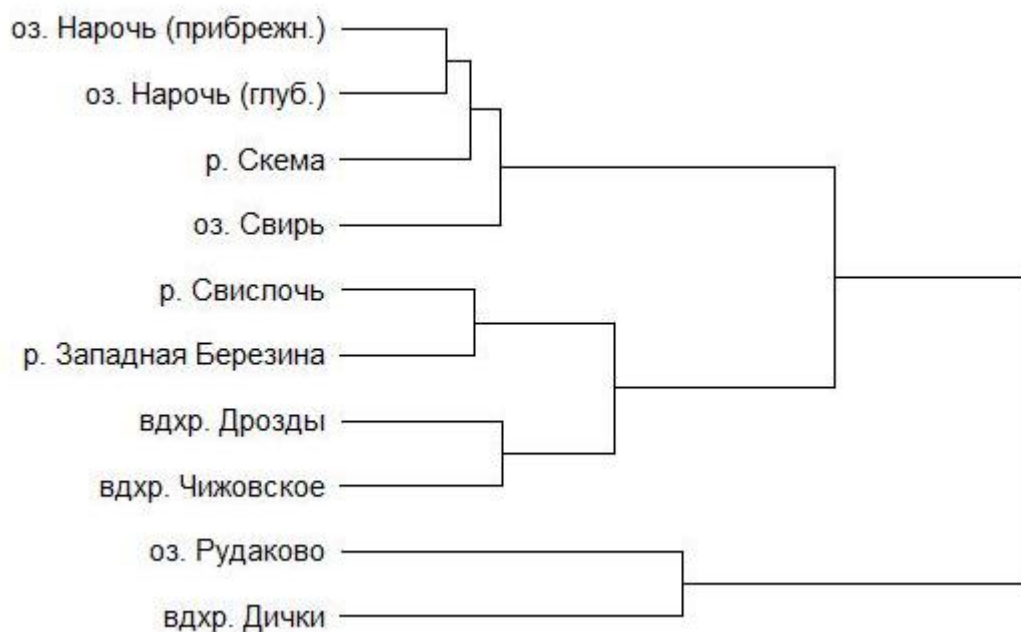 оз. Нарочь (прибрежн.)
оз. Нарочь (глуб.)
р. Скема
оз. Свирь
р. Свислочь
р. Западная Березина
вдхр. Дрозды
вдхр. Чижовское
оз. Рудаково
вдхр. Дички